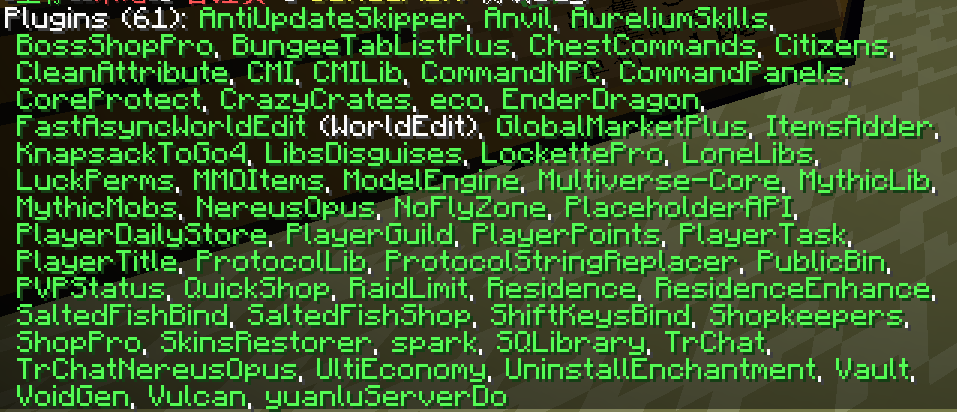 Plugins (61): AntiUpdateSkipper, Anvil, AureliumSkills,
BossShopPro, BungeeTabListPlus, ChestCommands, Citizens,
CleanAttribute, CMI, CMILib, CommandNPC, CommandPanels,
CoreProtect, CrazyCrates, eco, EnderDragon,
FastAsyncWorldEdit (WorldEdit), GlobalMarketPlus, ItemsAdder,
KnapsackToGo4, LibsDisguises, LockettePro, LoneLibs,
LuckPerms, MMOItems, ModelEngine, Multiverse-Core, MythicLib,
MythicMobs, NereusOpus, NoFlyZone, PlaceholderAPI,
PlayerDailyStore, PlayerGuild, PlayerPoints, PlayerTask,
PlayerTitle, ProtocolLib, ProtocolStringReplacer, PublicBin,
PVPStatus, QuickShop, RaidLimit, Residence, ResidenceEnhance,
SaltedFishBind, SaltedFishShop, ShiftKeysBind, Shopkeepers,
ShopPro, SkinsRestorer, spark, SQLibrary, TrChat,
TrChatNereusOpus, UltiEconomy, UninstallEnchantment, Vault,
VoidGen, Vulcan, yuanluServerDo